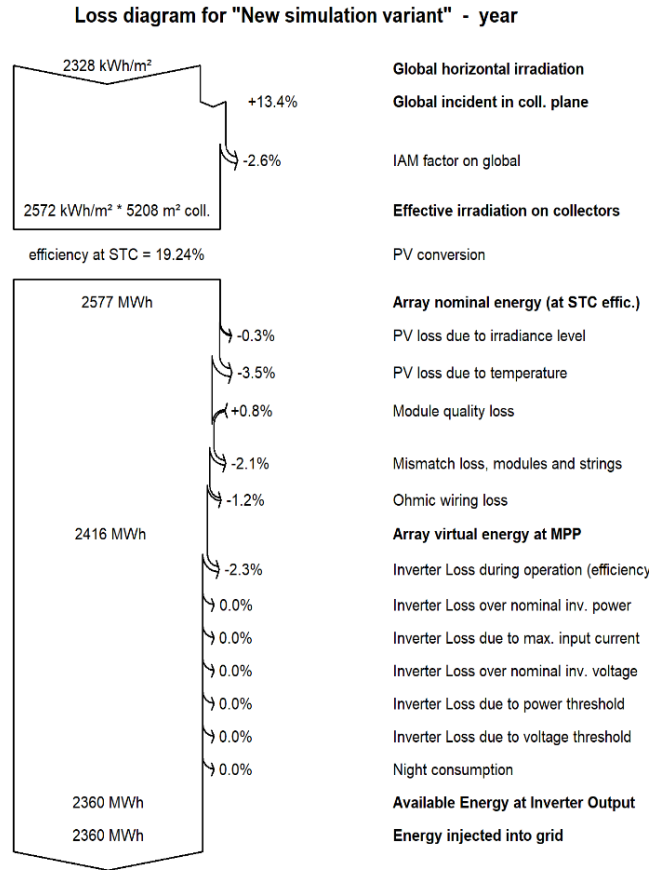 Loss diagram for "New simulation variant" - year
2328 kWh/m² Global horizontal irradiation
+13.4% Global incident in coll. plane
-2.6% IAM factor on global
2572 kWh/m² * 5208 m² coll. Effective irradiation on collectors
efficiency at STC = 19.24% PV conversion
2577 MWh Array nominal energy (at STC effic.)
-0.3% PV loss due to irradiance level
-3.5% PV loss due to temperature
+0.8% Module quality loss
-2.1% Mismatch loss, modules and strings
-1.2% Ohmic wiring loss
2416 MWh Array virtual energy at MPP
-2.3% Inverter Loss during operation (efficiency
0.0% Inverter Loss over nominal inv. power
0.0% Inverter Loss due to max. input current
0.0% Inverter Loss over nominal inv. voltage
0.0% Inverter Loss due to power threshold
0.0% Inverter Loss due to voltage threshold
0.0% Night consumption
2360 MWh Available Energy at Inverter Output
2360 MWh Energy injected into grid